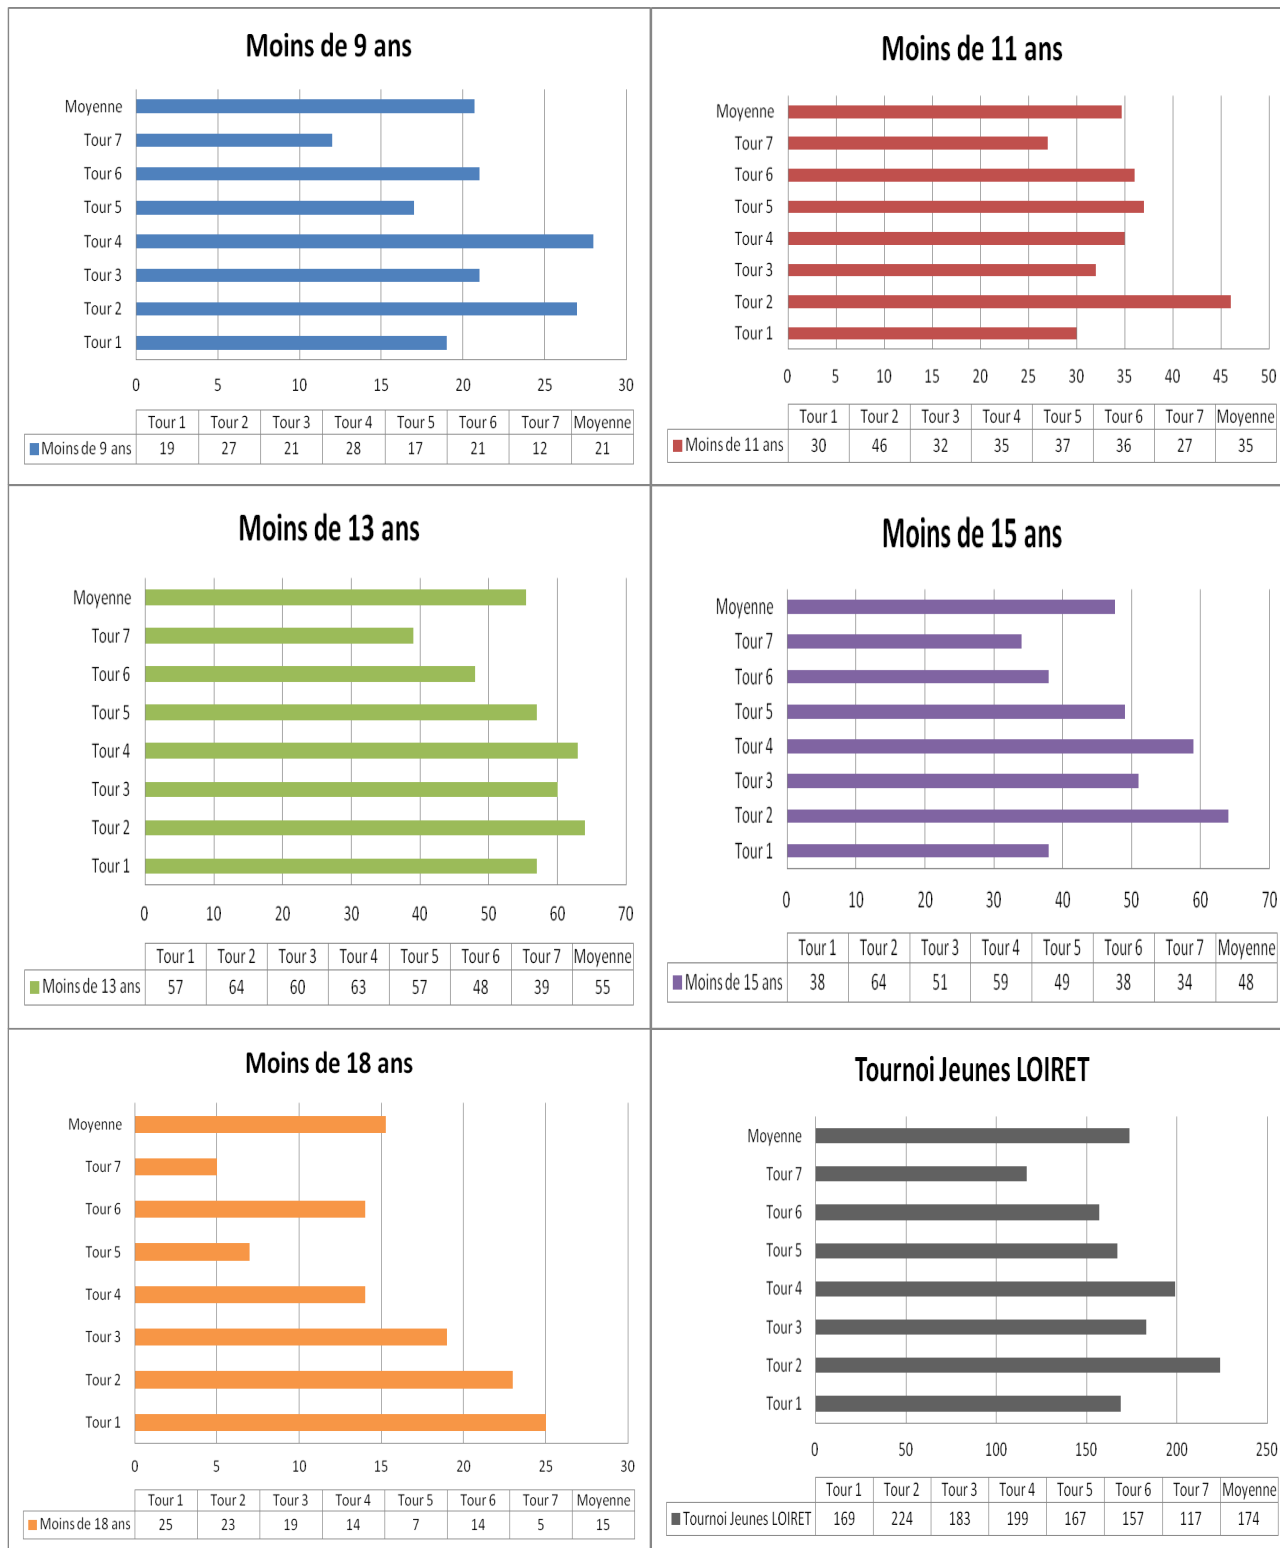 Moins de 9 ans
Moyenne
Tour 7
Tour 6
Tour 5
Tour 4
Tour 3
Tour 2
Tour 1
0 5 10 15 20 25 30
Tour 1 Tour 2 Tour 3 Tour 4 Tour 5 Tour 6 Tour 7 Moyenne
Moins de 9 ans 19 27 21 28 17 21 12 21
Moins de 11 ans
Moyenne
Tour 7
Tour 6
Tour 5
Tour 4
Tour 3
Tour 2
Tour 1
0 5 10 15 20 25 30 35 40 45 50
Tour 1 Tour 2 Tour 3 Tour 4 Tour 5 Tour 6 Tour 7 Moyenne
Moins de 11 ans 30 46 32 35 37 36 27 35
Moins de 13 ans
Moyenne
Tour 7
Tour 6
Tour 5
Tour 4
Tour 3
Tour 2
Tour 1
0 10 20 30 40 50 60 70
Tour 1 Tour 2 Tour 3 Tour 4 Tour 5 Tour 6 Tour 7 Moyenne
Moins de 13 ans 57 64 60 63 57 48 39 55
Moins de 15 ans
Moyenne
Tour 7
Tour 6
Tour 5
Tour 4
Tour 3
Tour 2
Tour 1
0 10 20 30 40 50 60 70
Tour 1 Tour 2 Tour 3 Tour 4 Tour 5 Tour 6 Tour 7 Moyenne
Moins de 15 ans 38 64 51 59 49 38 34 48
Moins de 18 ans
Moyenne
Tour 7
Tour 6
Tour 5
Tour 4
Tour 3
Tour 2
Tour 1
0 5 10 15 20 25 30
Tour 1 Tour 2 Tour 3 Tour 4 Tour 5 Tour 6 Tour 7 Moyenne
Moins de 18 ans 25 23 19 14 7 14 5 15
Tournoi Jeunes LOIRET
Moyenne
Tour 7
Tour 6
Tour 5
Tour 4
Tour 3
Tour 2
Tour 1
0 50 100 150 200 250
Tour 1 Tour 2 Tour 3 Tour 4 Tour 5 Tour 6 Tour 7 Moyenne
Tournoi Jeunes LOIRET 169 224 183 199 167 157 117 174